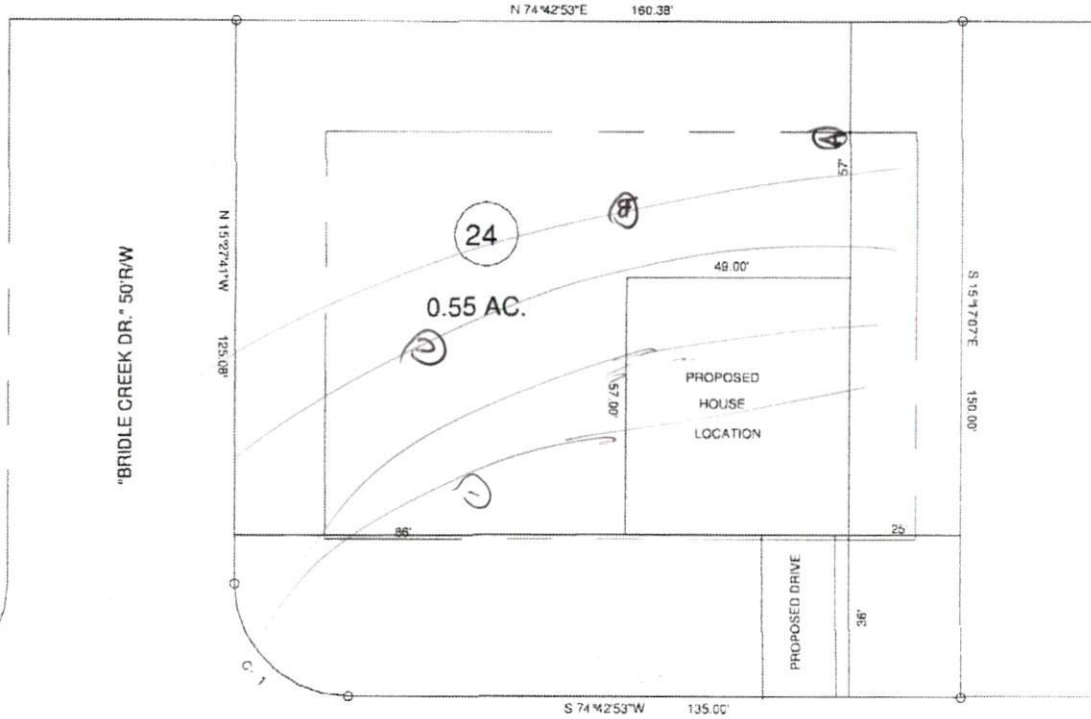 N 74°42'53"E 160.38'
"BRIDLE CREEK DR." 50'R/W
N 15°27'41"W 125.08'
A
57'
24
0.55 AC.
49.00'
57.00'
PROPOSED
HOUSE
LOCATION
S 15°17'07"E 150.00'
86'
25
PROPOSED DRIVE
36'
C. 1
S 74°42'53"W 135.00'